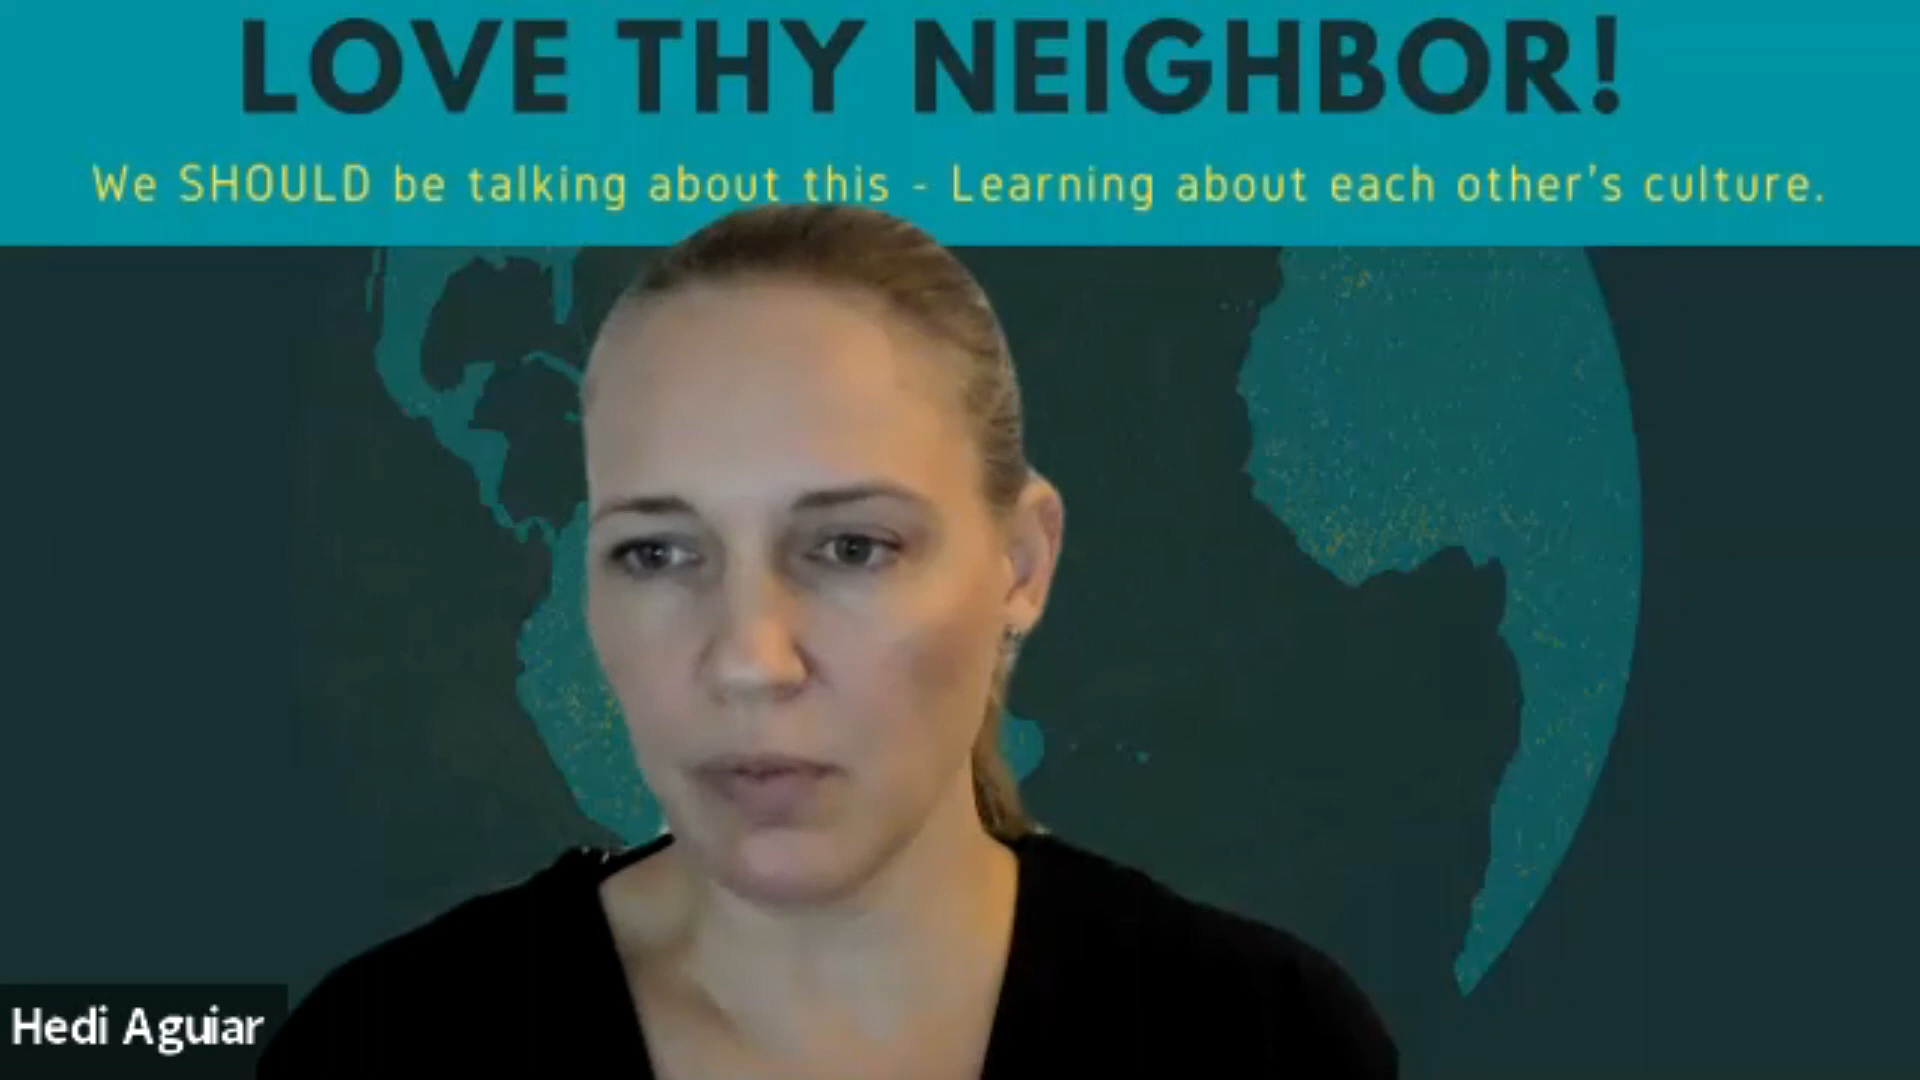 LOVE THY NEIGHBOR!
We SHOULD be talking about this - Learning about each other's culture.
Hedi Aguiar